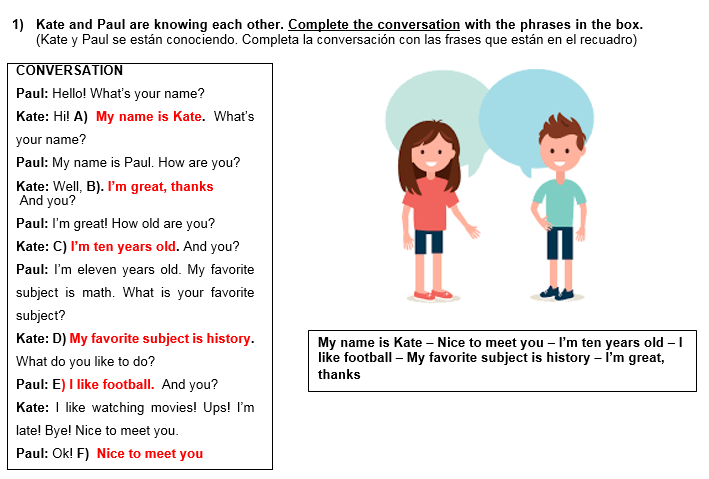 1) Kate and Paul are knowing each other. Complete the conversation with the phrases in the box.
(Kate y Paul se están conociendo. Completa la conversación con las frases que están en el recuadro)
CONVERSATION
Paul: Hello! What's your name?
Kate: Hi! A) My name is Kate. What's
your name?
Paul: My name is Paul. How are you?
Kate: Well, B). I'm great, thanks
And you?
Paul: I'm great! How old are you?
Kate: C) I'm ten years old. And you?
Paul: I'm eleven years old. My favorite
subject is math. What is your favorite
subject?
Kate: D) My favorite subject is history.
What do you like to do?
Paul: E) I like football. And you?
Kate: I like watching movies! Ups! I'm
late! Bye! Nice to meet you.
Paul: Ok! F) Nice to meet you
My name is Kate – Nice to meet you – I'm ten years old – I
like football – My favorite subject is history – I'm great,
thanks